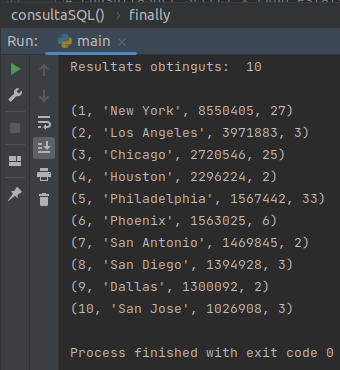 consultaSQL() › finally
Run: main ×
Resultats obtinguts:  10
(1, 'New York', 8550405, 27)
(2, 'Los Angeles', 3971883, 3)
(3, 'Chicago', 2720546, 25)
(4, 'Houston', 2296224, 2)
(5, 'Philadelphia', 1567442, 33)
(6, 'Phoenix', 1563025, 6)
(7, 'San Antonio', 1469845, 2)
(8, 'San Diego', 1394928, 3)
(9, 'Dallas', 1300092, 2)
(10, 'San Jose', 1026908, 3)
Process finished with exit code 0